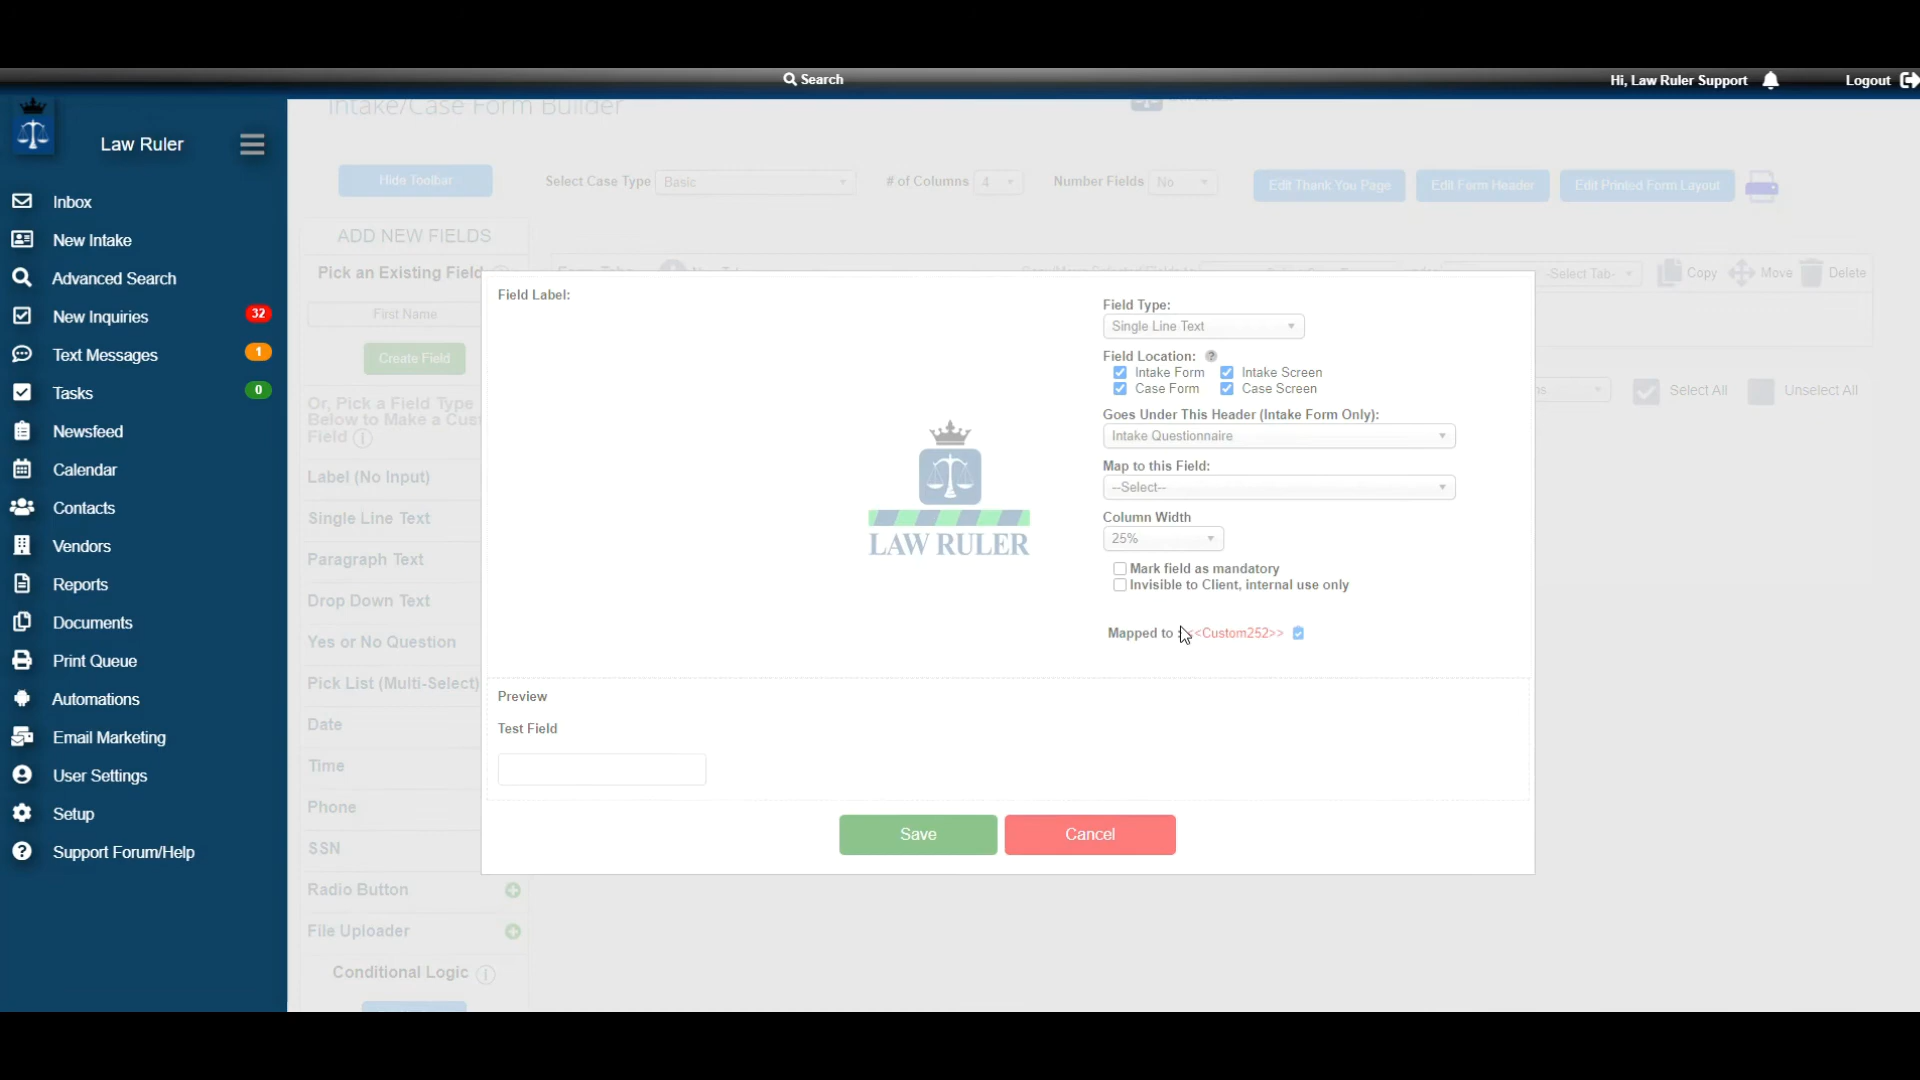 Search
Hi, Law Ruler Support
Logout
Law Ruler
Inbox
New Intake
Advanced Search
New Inquiries 32
Text Messages 1
Tasks 0
Newsfeed
Calendar
Contacts
Vendors
Reports
Documents
Print Queue
Automations
Email Marketing
User Settings
Setup
Support Forum/Help
Intake/Case Form Builder
Hide Toolbar
Select Case Type Basic
# of Columns 4
Number Fields No
Edit Thank You Page
Edit Form Header
Edit Printed Form Layout
ADD NEW FIELDS
Pick an Existing Field
First Name
Create Field
Or, Pick a Field Type
Below to Make a Cus
Field
Label (No Input)
Single Line Text
Paragraph Text
Drop Down Text
Yes or No Question
Pick List (Multi-Select)
Date
Time
Phone
SSN
Radio Button
File Uploader
Conditional Logic
-Select Tab-
Copy
Move
Delete
Select All
Unselect All
Field Label:
LAW RULER
Field Type:
Single Line Text
Field Location: ?
Intake Form Intake Screen
Case Form Case Screen
Goes Under This Header (Intake Form Only):
Intake Questionnaire
Map to this Field:
--Select--
Column Width
25%
Mark field as mandatory
Invisible to Client, internal use only
Mapped to <<Custom252>>
Preview
Test Field
Save
Cancel